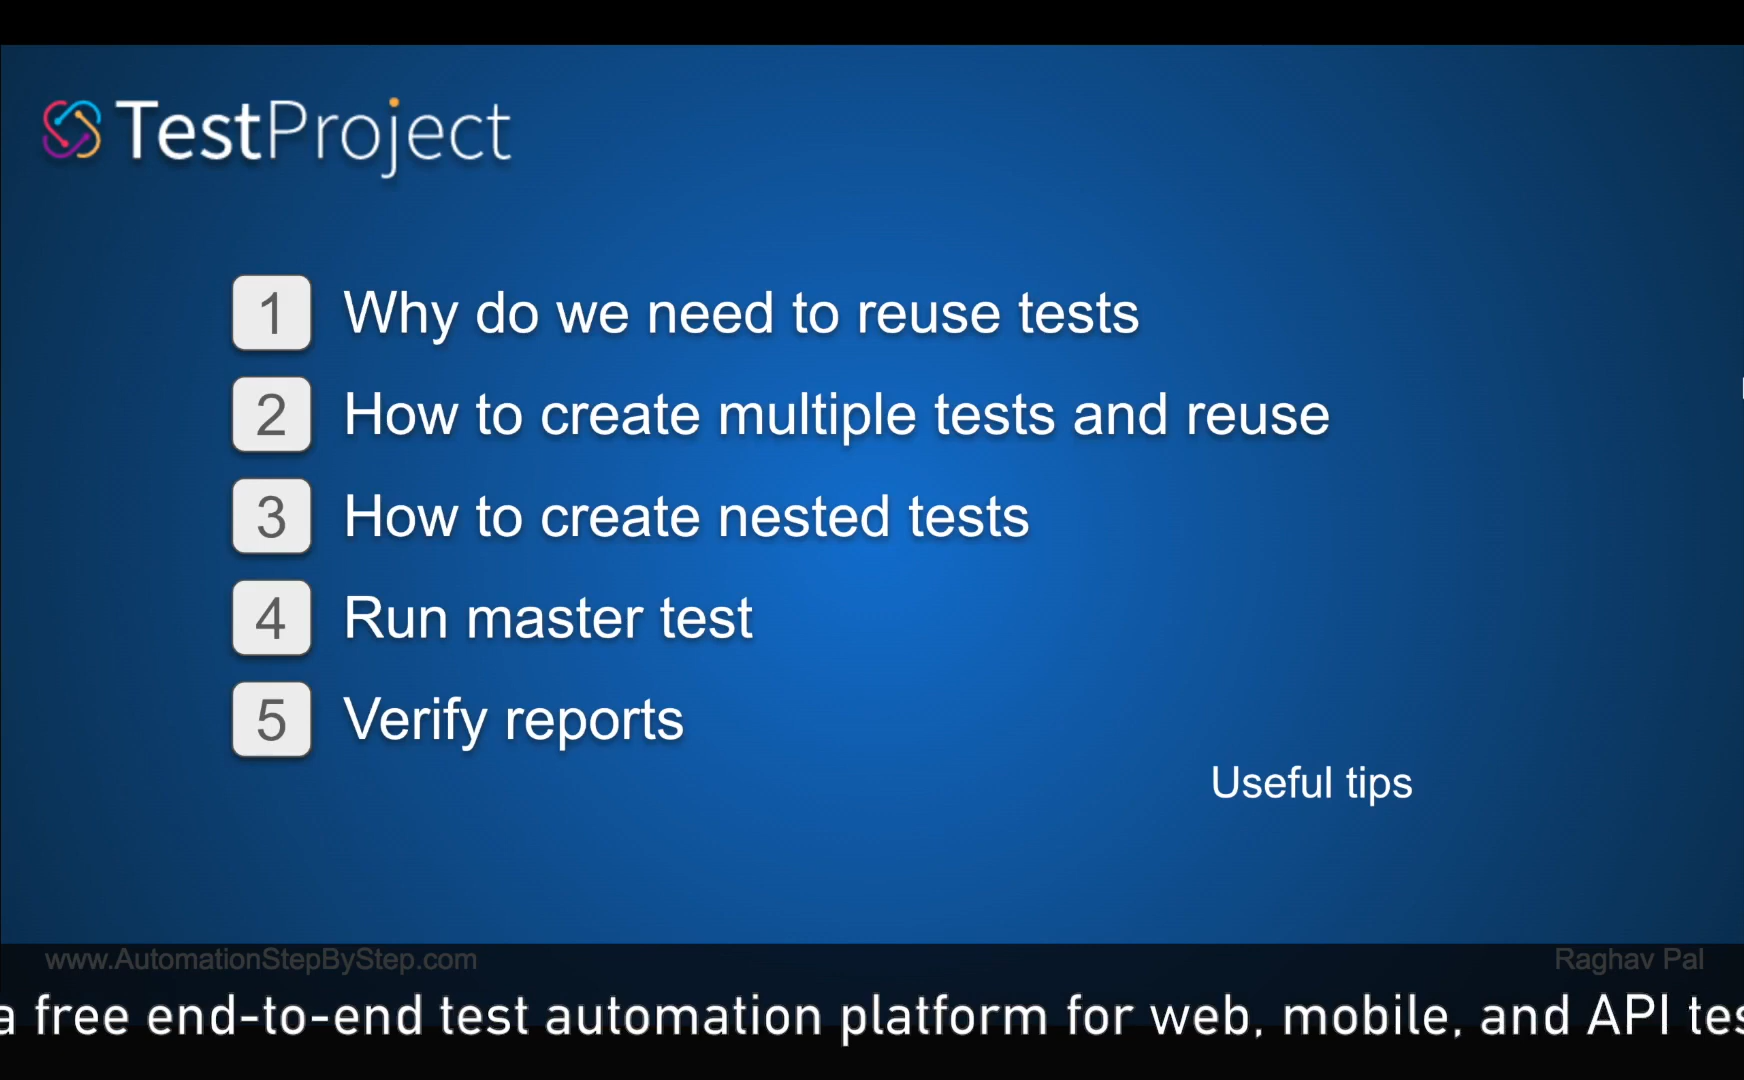 TestProject
1 Why do we need to reuse tests
2 How to create multiple tests and reuse
3 How to create nested tests
4 Run master test
5 Verify reports
Useful tips
www.AutomationStepByStep.com
Raghav Pal
a free end-to-end test automation platform for web, mobile, and API